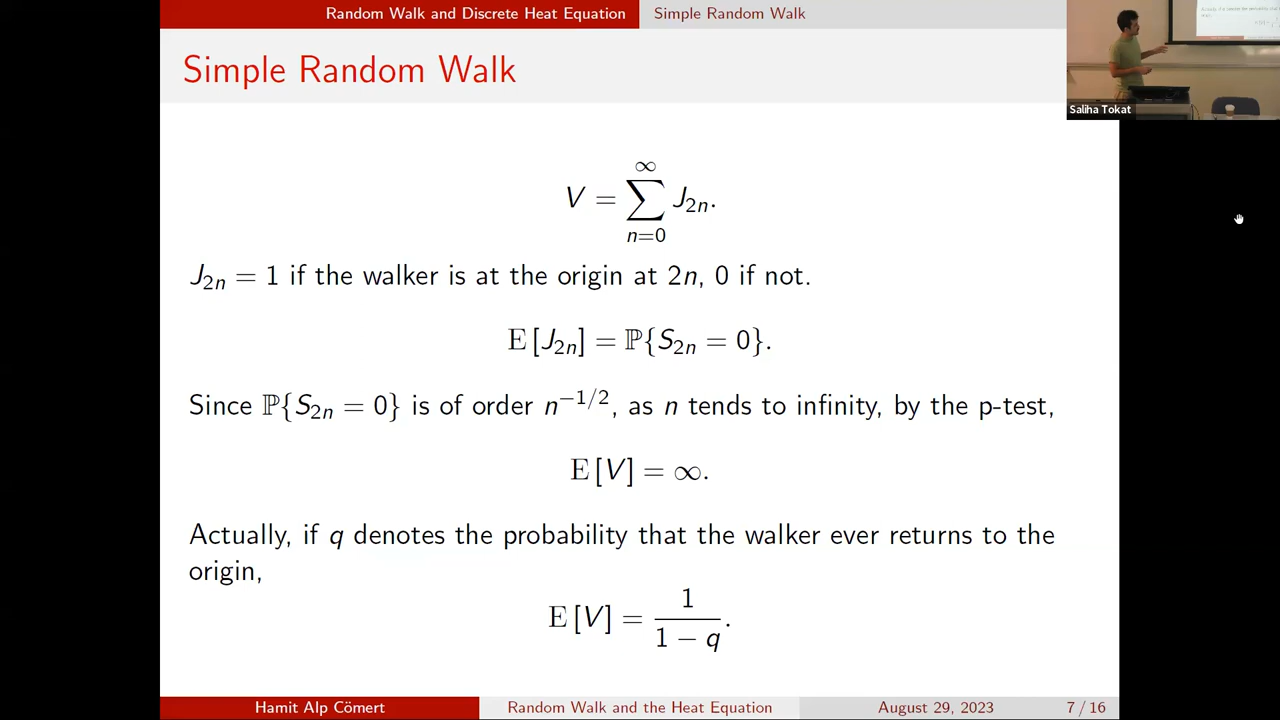 Random Walk and Discrete Heat Equation Simple Random Walk
Simple Random Walk
Saliha Tokat
V = ∑_{n=0}^{∞} J_{2n}.
J_{2n} = 1 if the walker is at the origin at 2n, 0 if not.
E[J_{2n}] = ℙ{S_{2n} = 0}.
Since ℙ{S_{2n} = 0} is of order n^{−1/2}, as n tends to infinity, by the p-test,
E[V] = ∞.
Actually, if q denotes the probability that the walker ever returns to the
origin,
E[V] = 1/(1 − q).
Hamit Alp Cömert Random Walk and the Heat Equation August 29, 2023 7 / 16